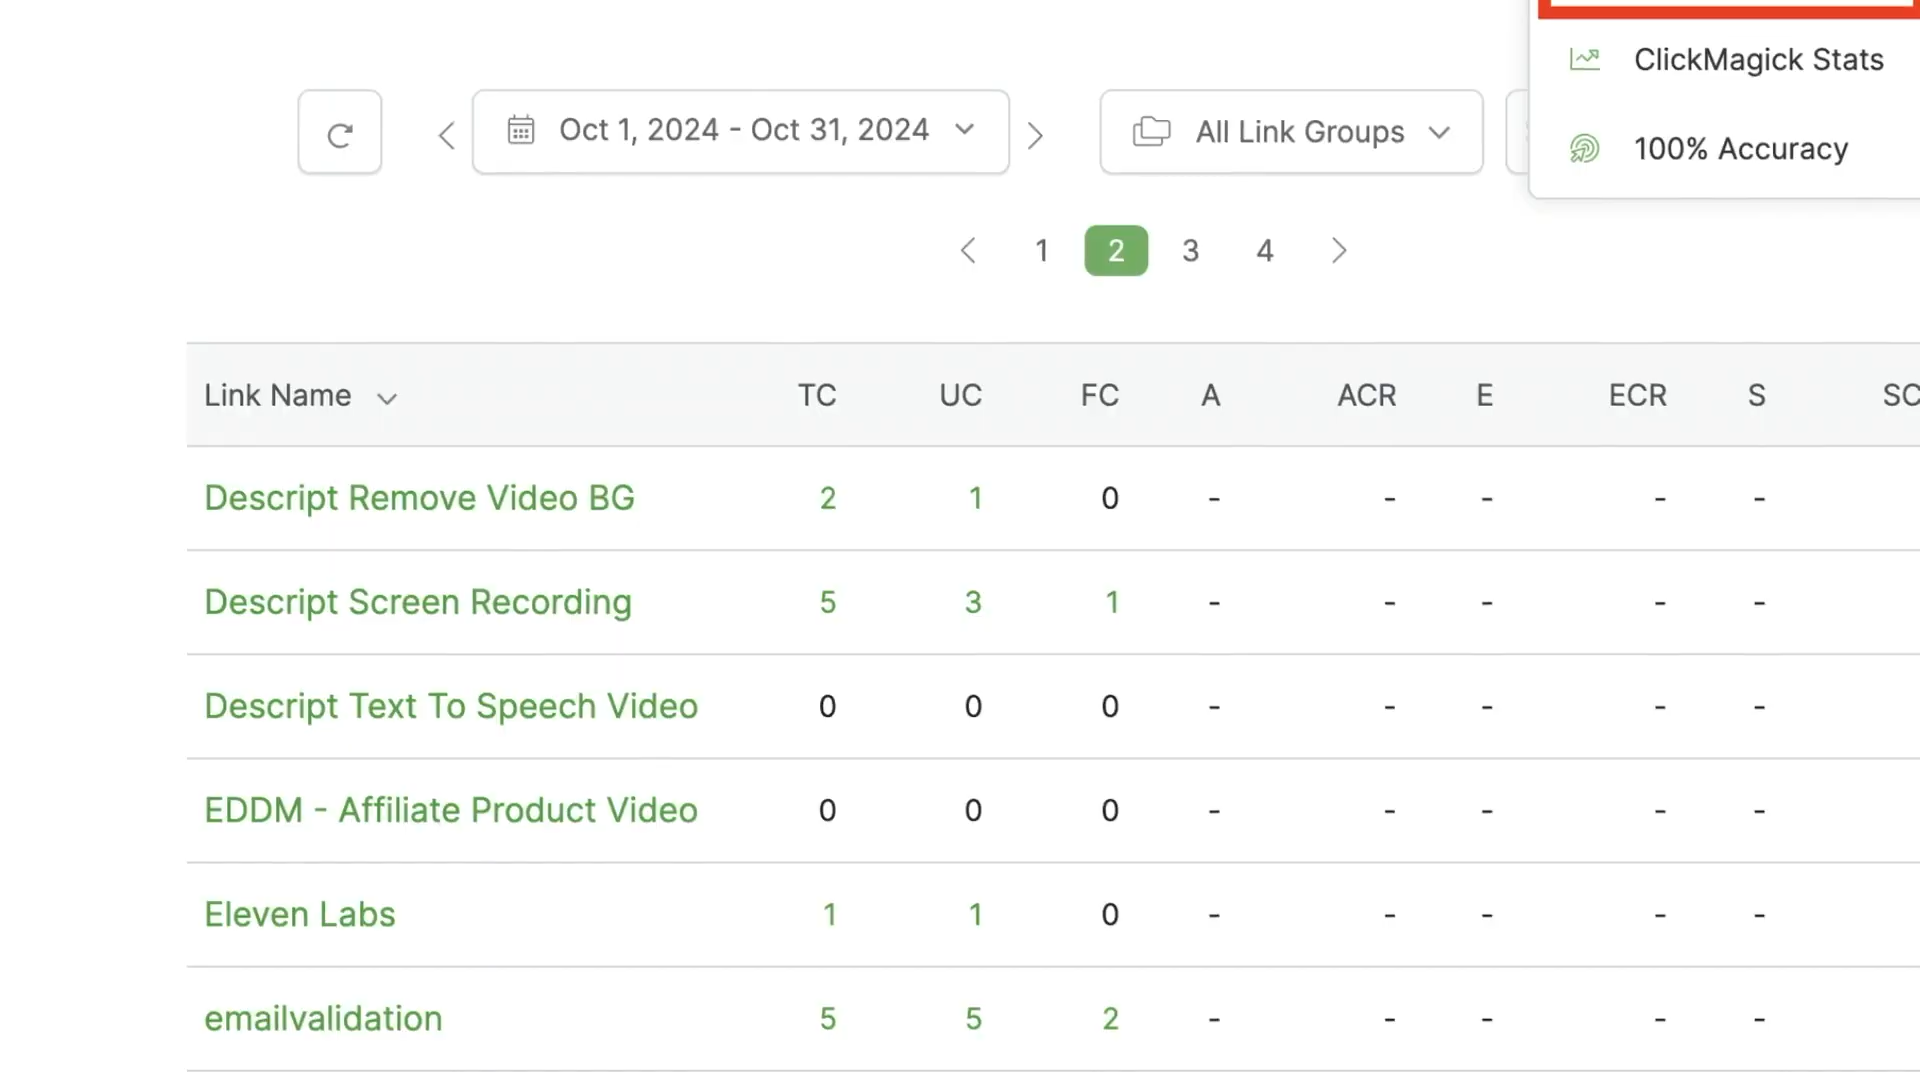 ClickMagick Stats
Oct 1, 2024 - Oct 31, 2024 All Link Groups
100% Accuracy
1 2 3 4
Link Name TC UC FC A ACR E ECR S SC
Descript Remove Video BG 2 1 0 - - - - -
Descript Screen Recording 5 3 1 - - - - -
Descript Text To Speech Video 0 0 0 - - - - -
EDDM - Affiliate Product Video 0 0 0 - - - - -
Eleven Labs 1 1 0 - - - - -
emailvalidation 5 5 2 - - - - -